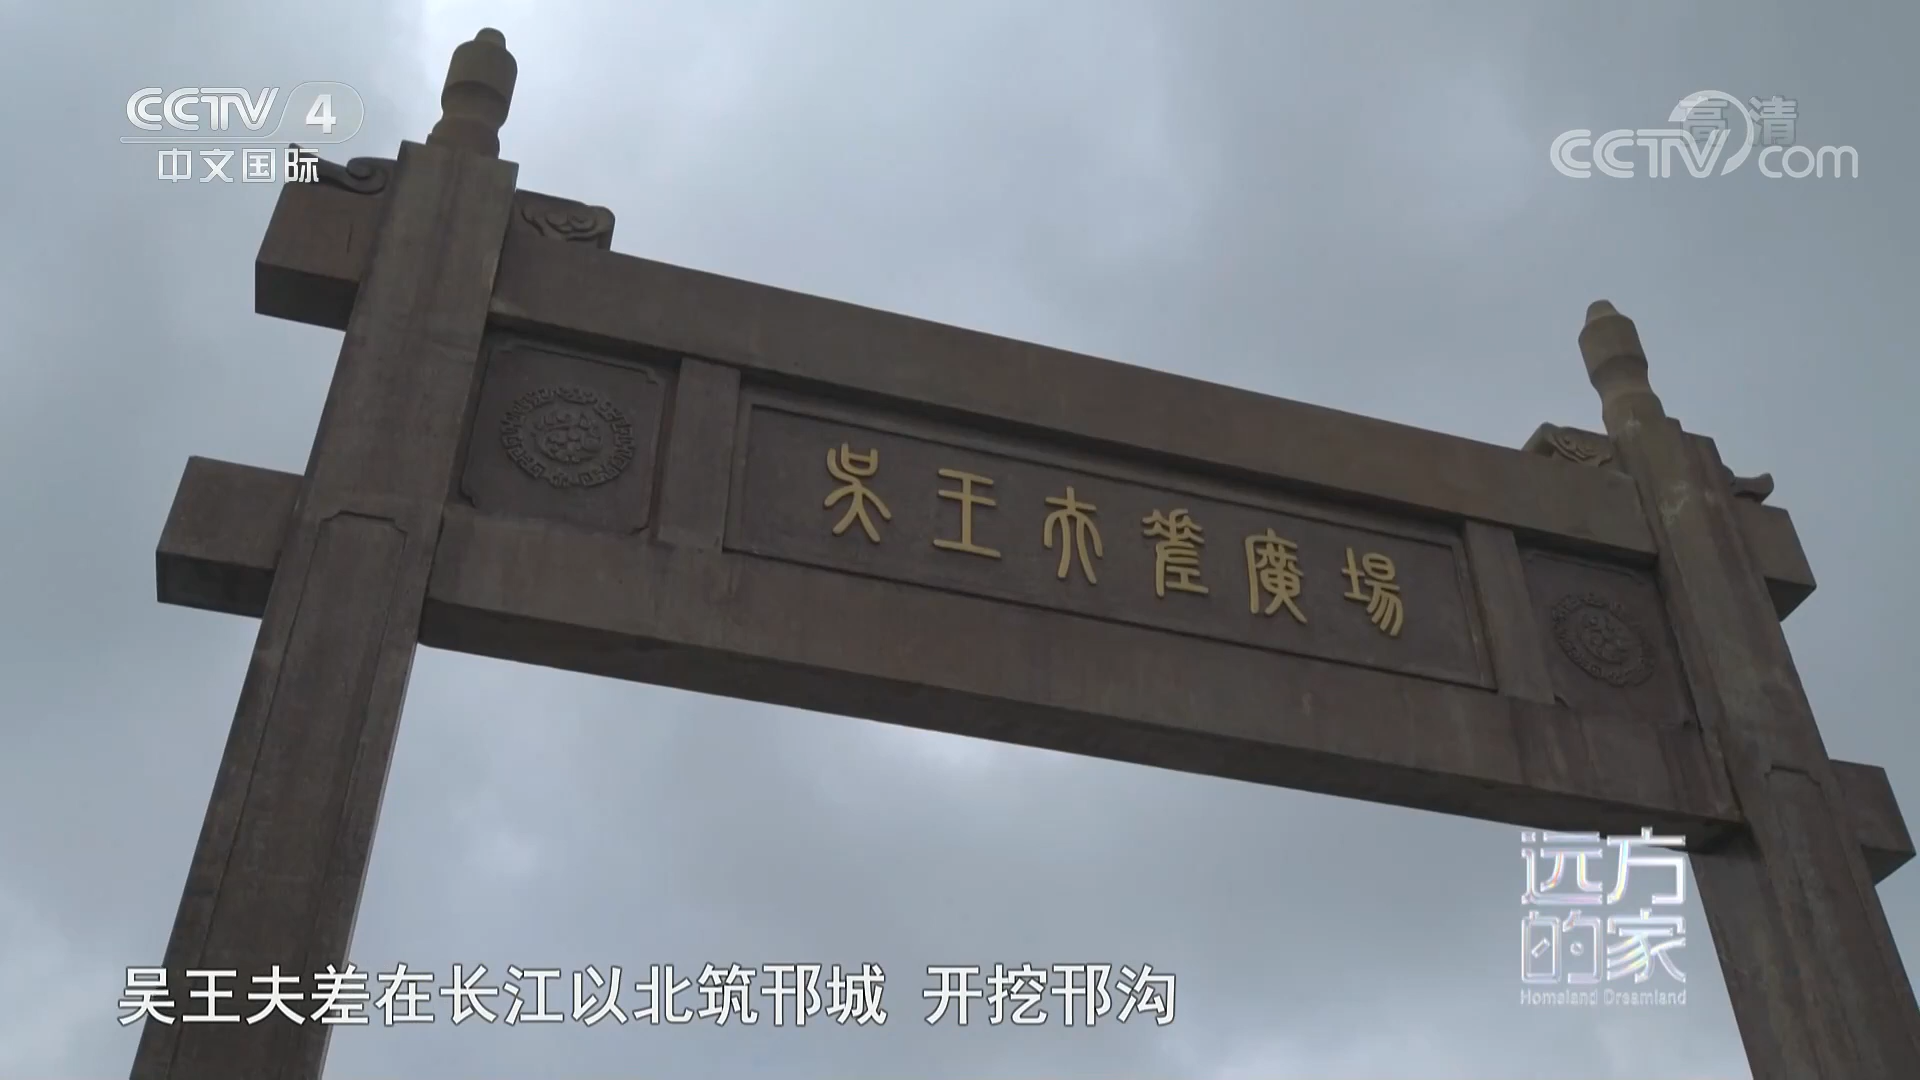 CCTV 4
中文国际
高清
CCTV.com
吴王夫差廣場
远方
的家
Homeland Dreamland
吴王夫差在长江以北筑邗城 开挖邗沟